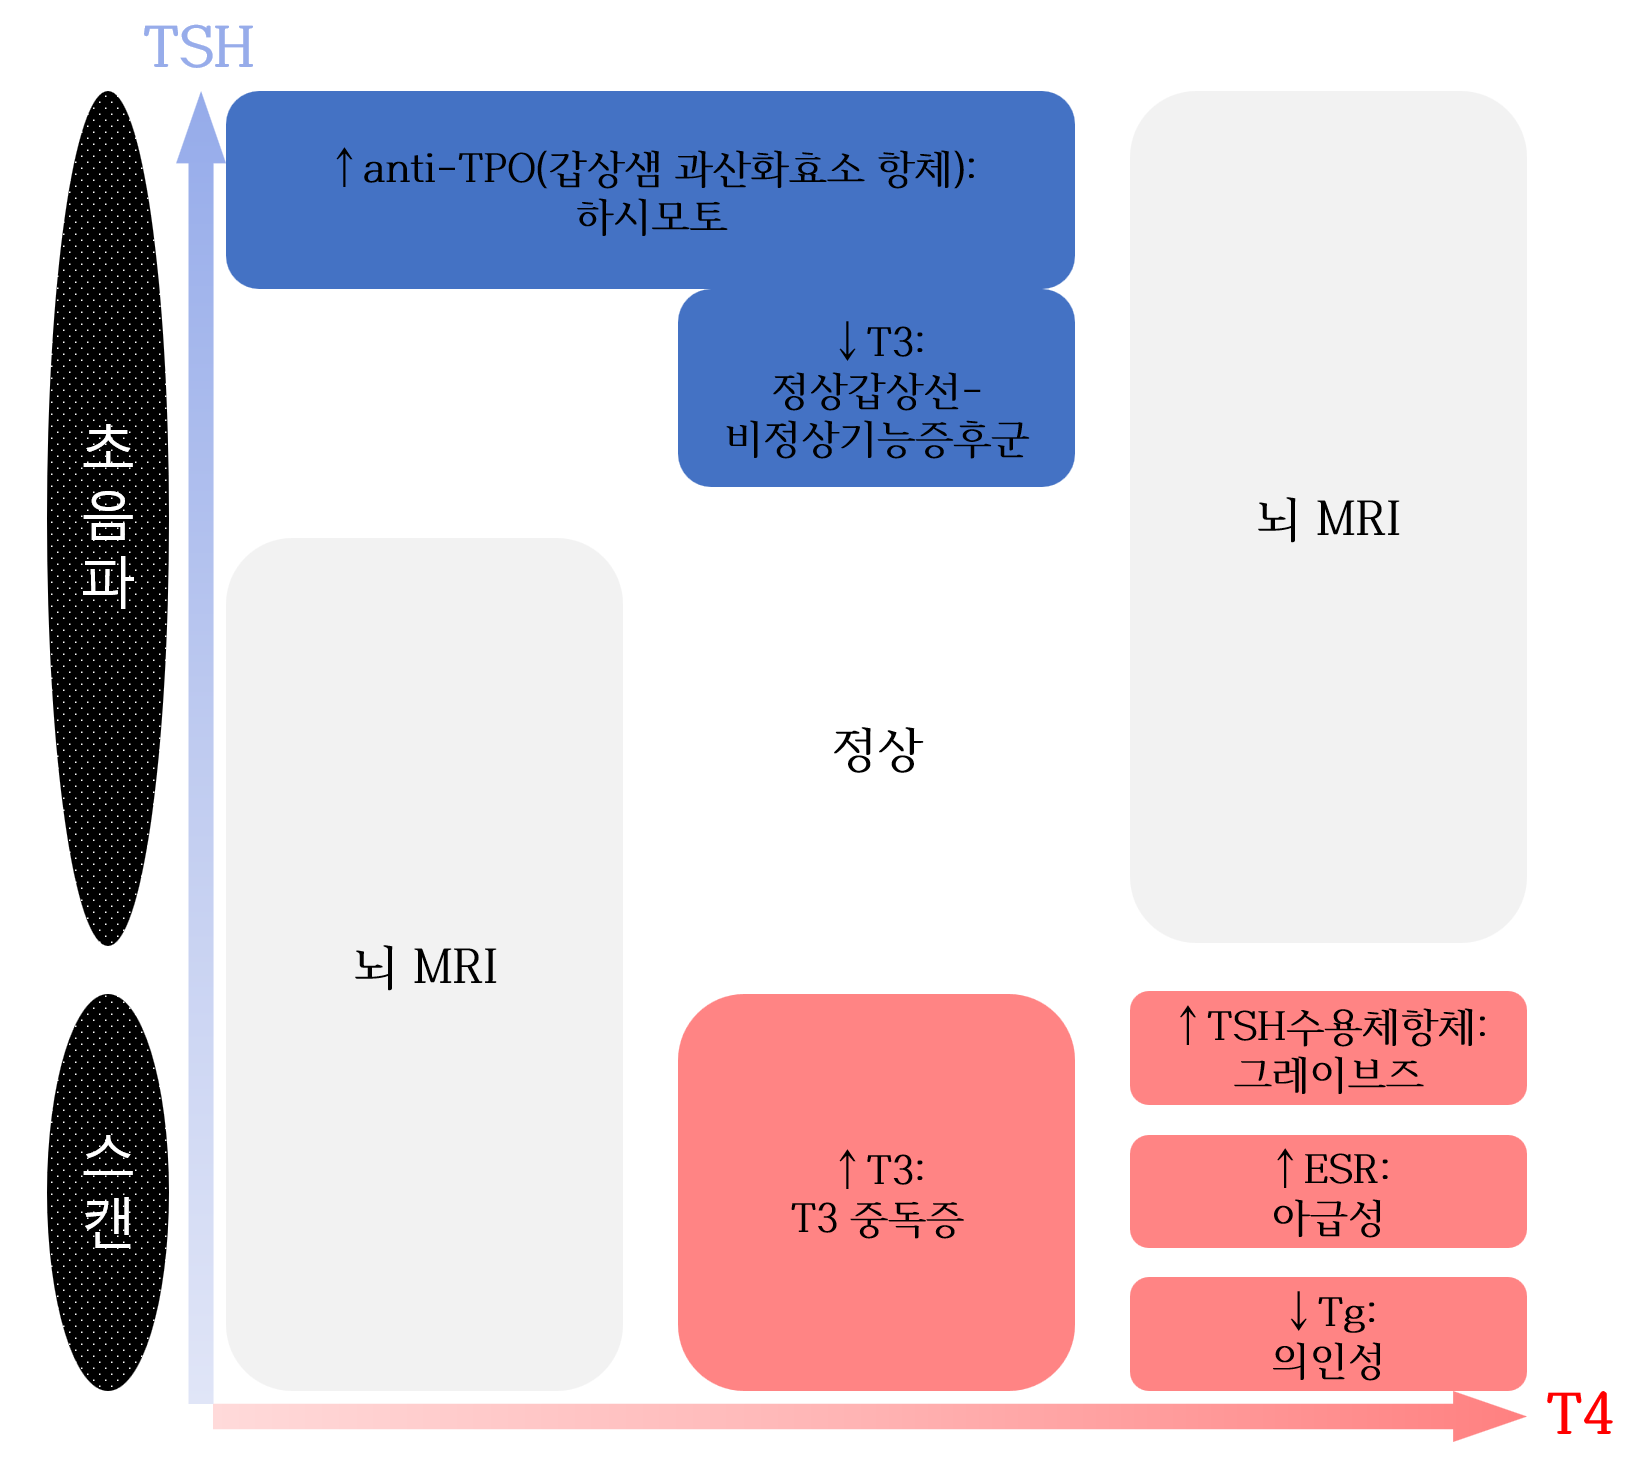 TSH
↑anti-TPO(갑상샘 과산화효소 항체):
하시모토
↓T3:
정상갑상선-
비정상기능증후군
초
음
파
뇌 MRI
정상
뇌 MRI
스
캔
↑T3:
T3 중독증
↑TSH수용체항체:
그레이브즈
↑ESR:
아급성
↓Tg:
의인성
T4